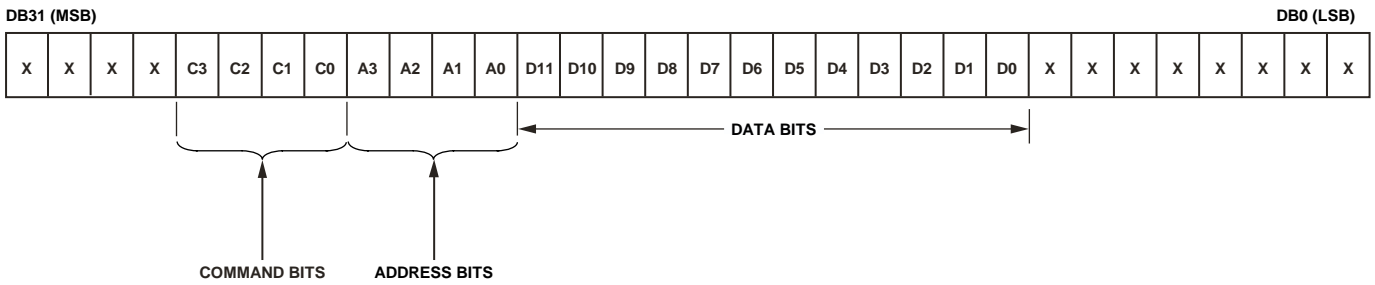 DB31 (MSB) DB0 (LSB)
X X X X C3 C2 C1 C0 A3 A2 A1 A0 D11 D10 D9 D8 D7 D6 D5 D4 D3 D2 D1 D0 X X X X X X X X
DATA BITS
COMMAND BITS ADDRESS BITS